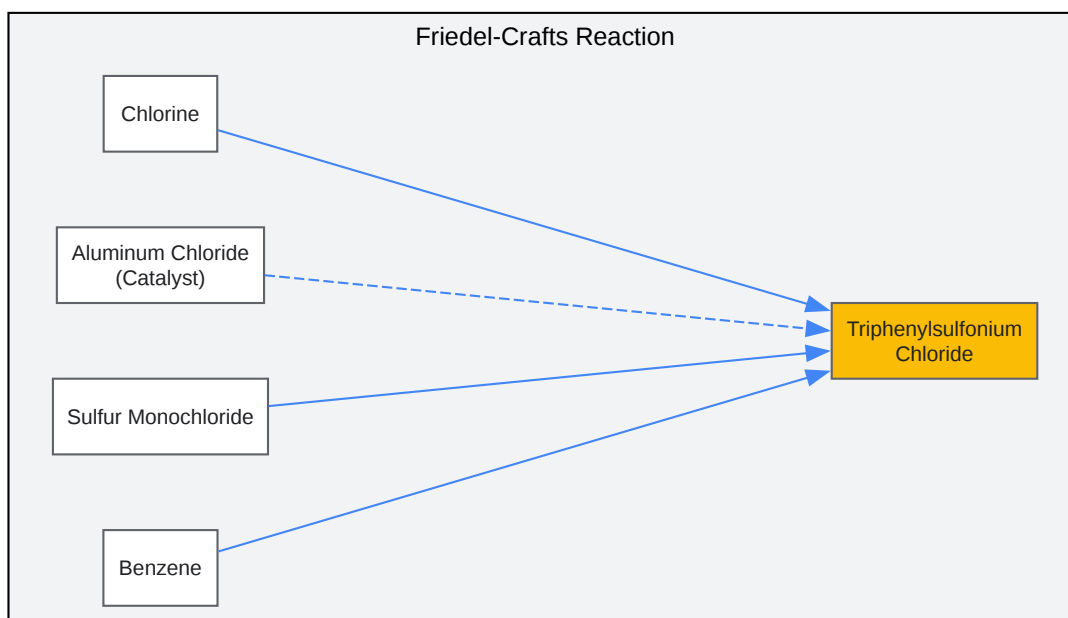 Friedel-Crafts Reaction
Chlorine
Aluminum Chloride
(Catalyst)
Triphenylsulfonium
Chloride
Sulfur Monochloride
Benzene